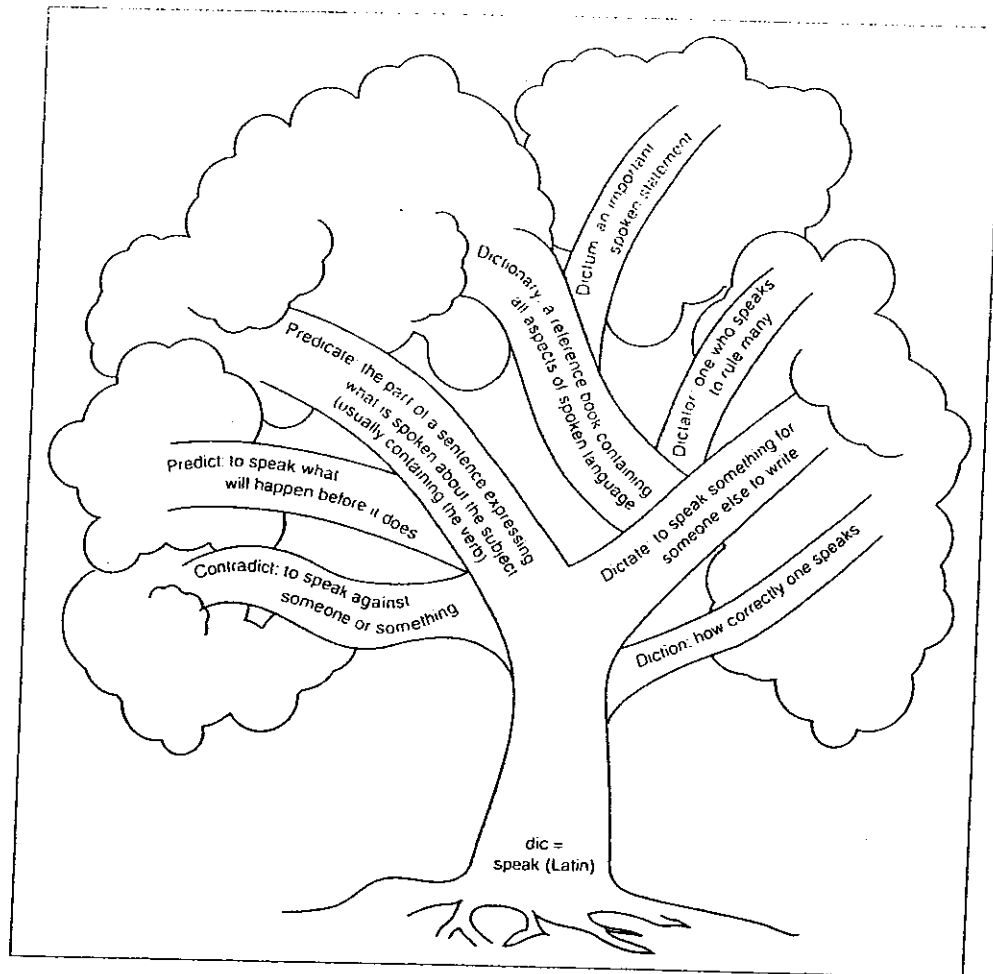 Dictum: an important
spoken statement
Dictionary: a reference book containing
all aspects of spoken language
Dictator: one who speaks
to rule many
Predicate: the part of a sentence expressing
what is spoken about the subject
(usually containing the verb)
Dictate: to speak something for
someone else to write
Predict: to speak what
will happen before it does
Contradict: to speak against
someone or something
Diction: how correctly one speaks
dic =
speak (Latin)